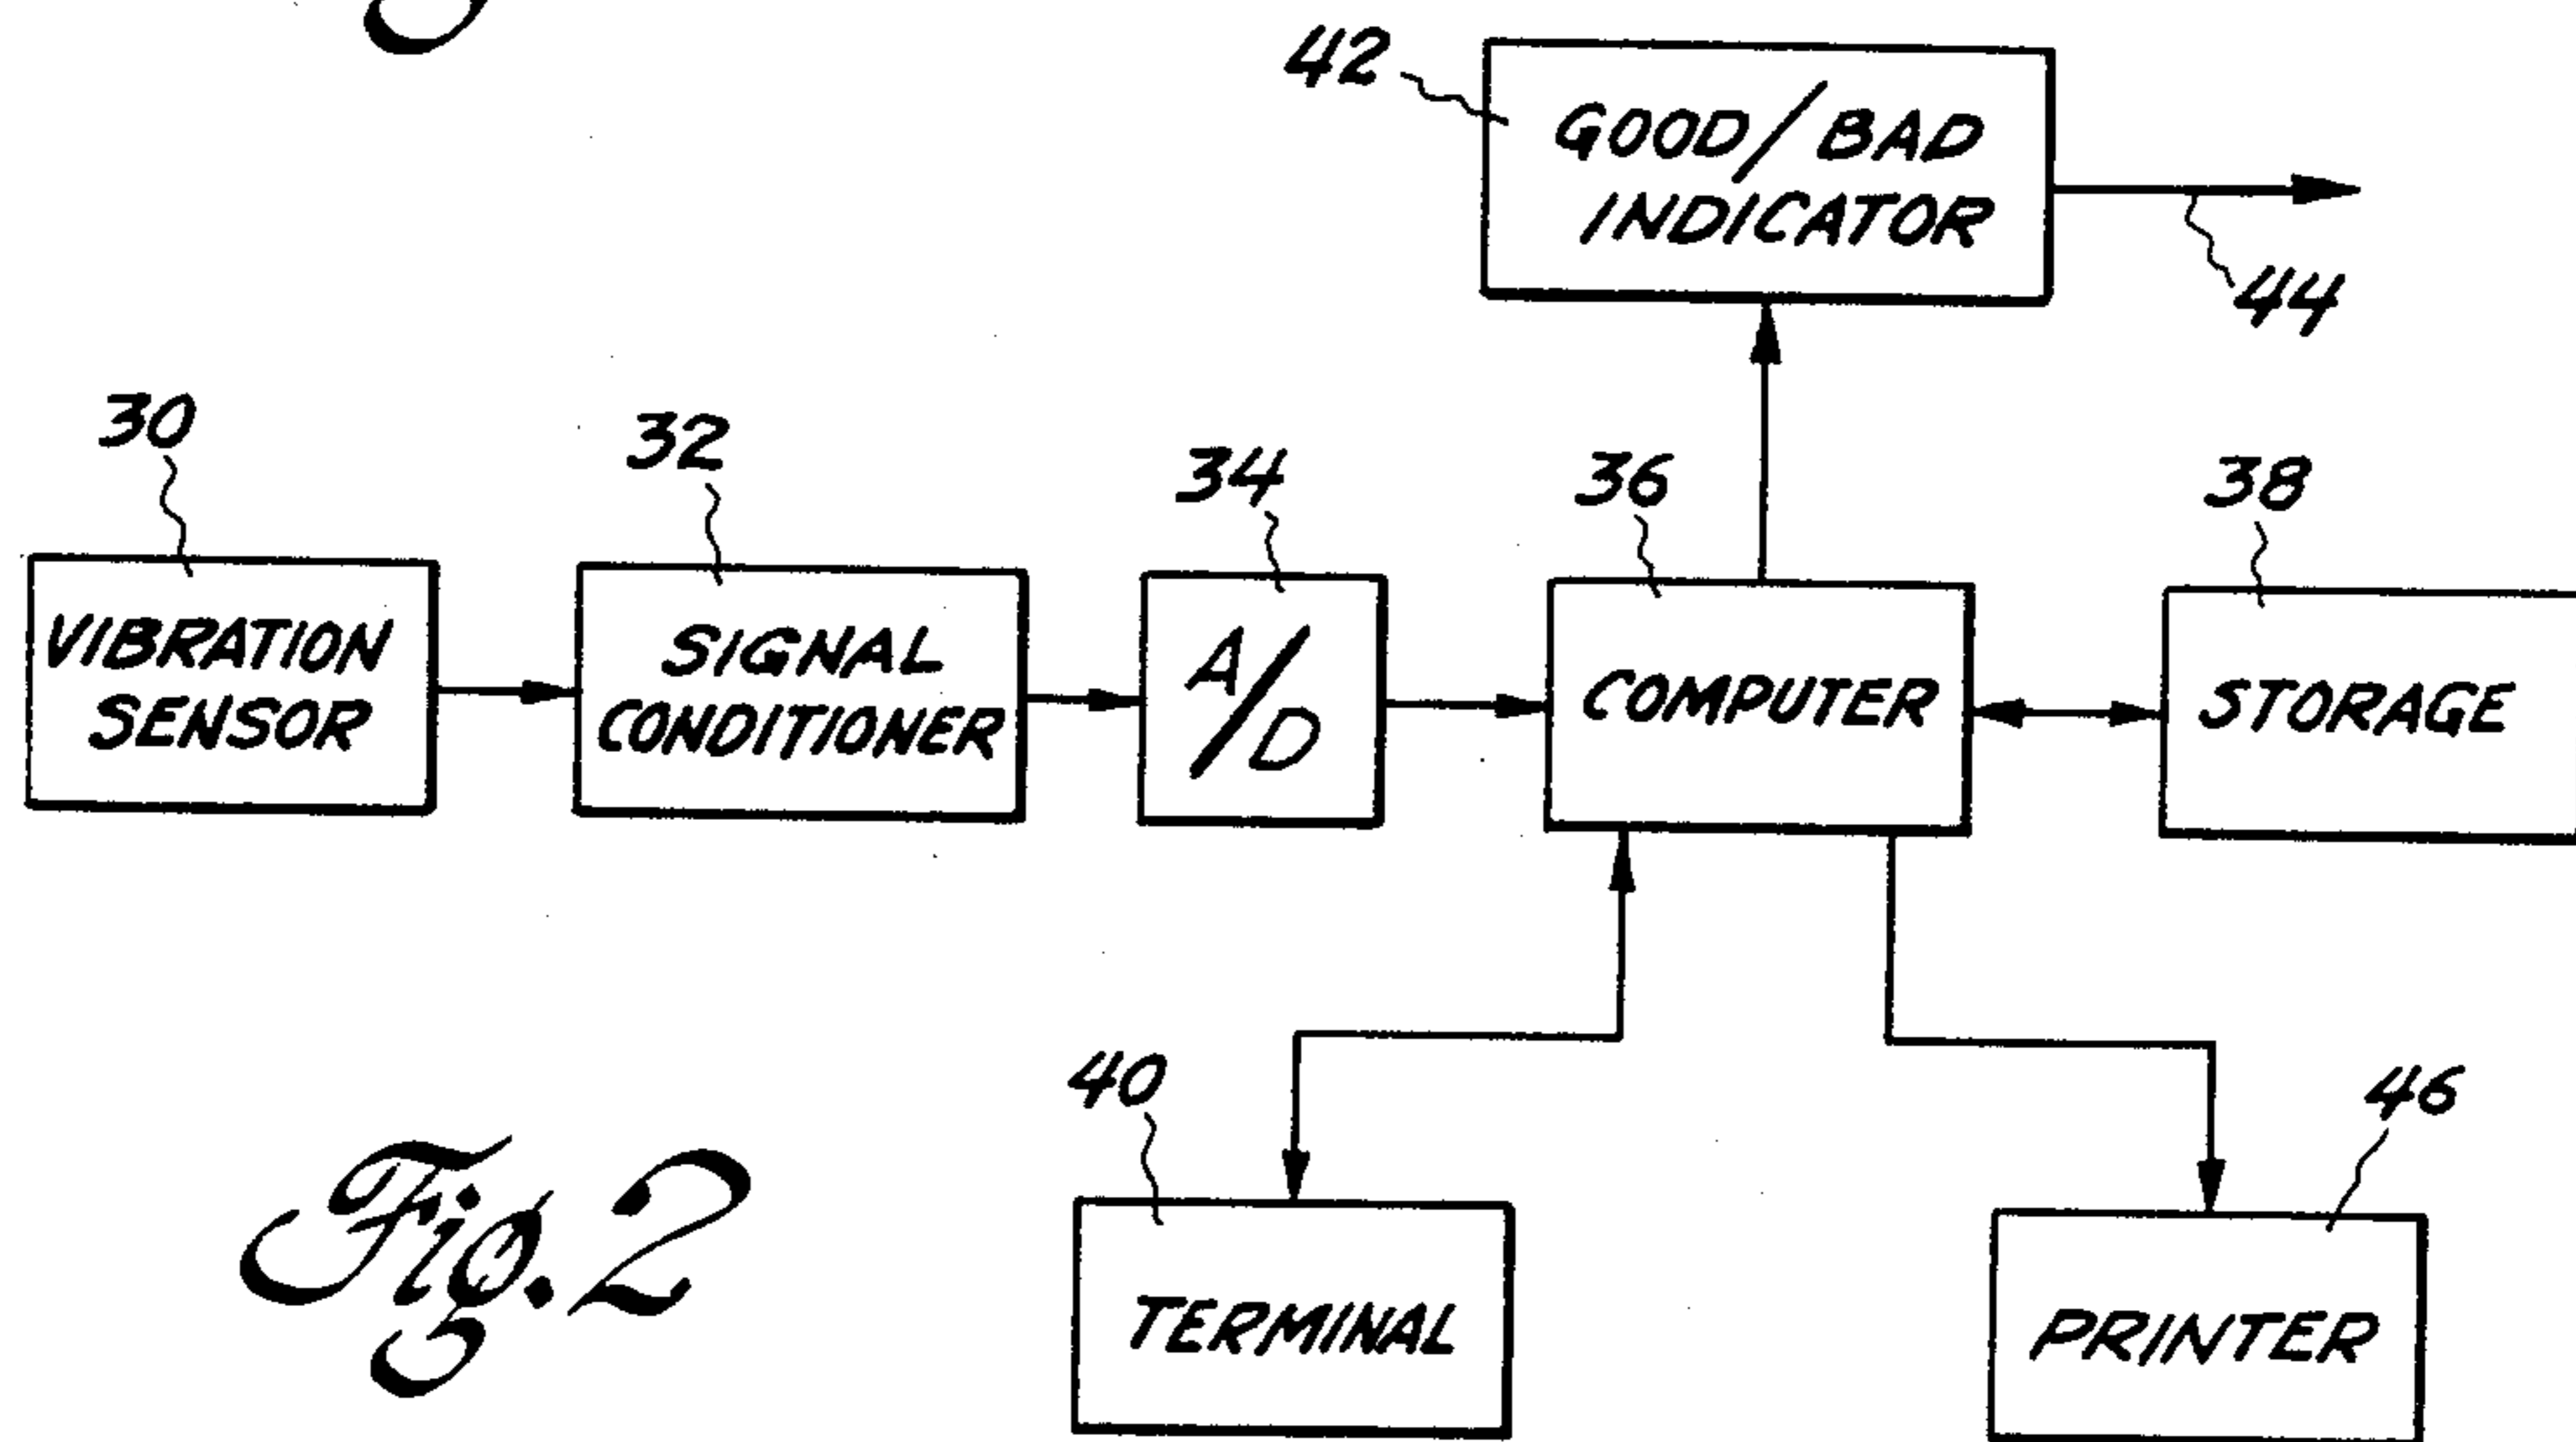 42
GOOD/BAD
INDICATOR
44
30
32
34
36
38
VIBRATION
SENSOR
SIGNAL
CONDITIONER
A/D
COMPUTER
STORAGE
40
46
TERMINAL
PRINTER
Fig. 2